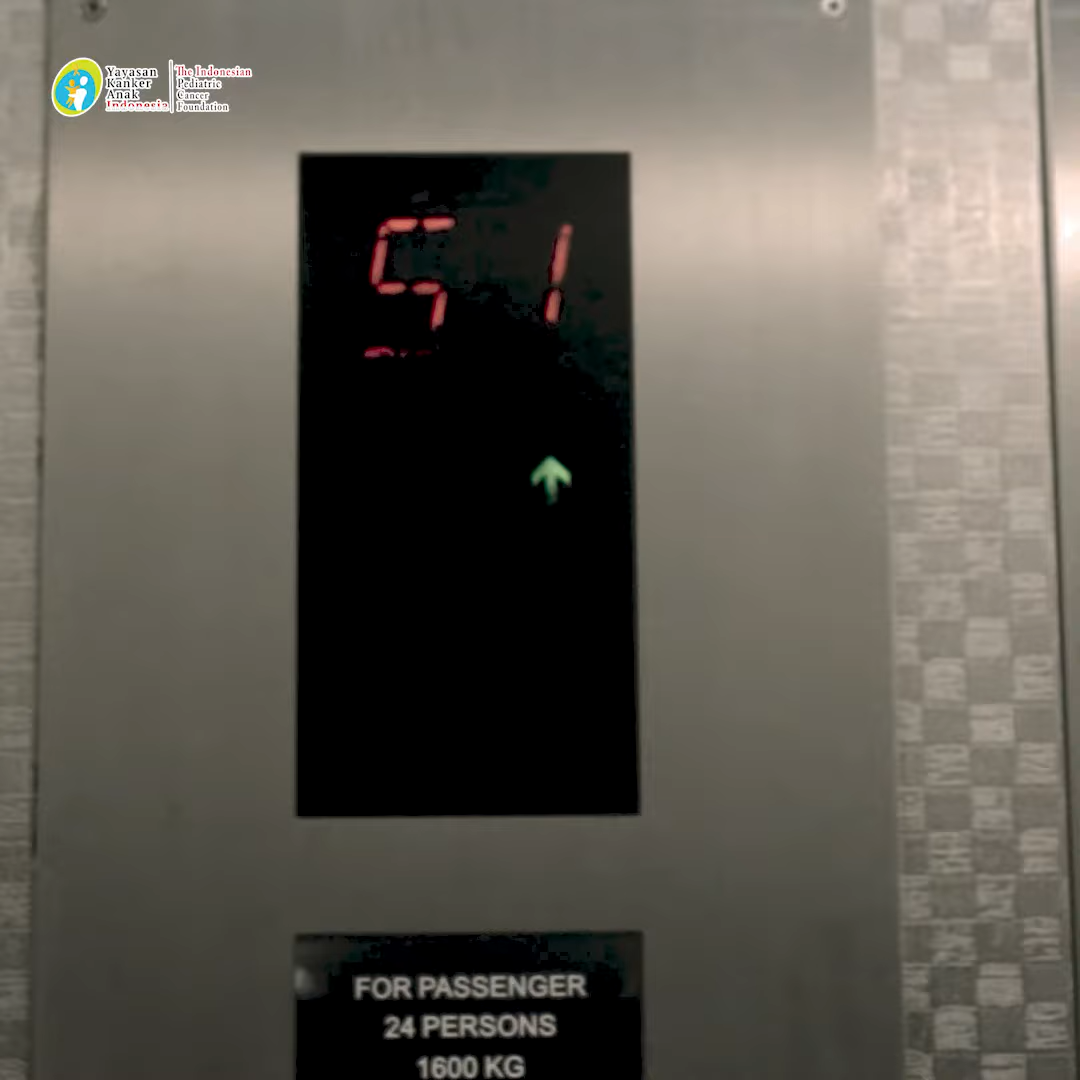 Yayasan
Kanker
Anak
Indonesia
The Indonesian
Pediatric
Cancer
Foundation
51
FOR PASSENGER
24 PERSONS
1600 KG